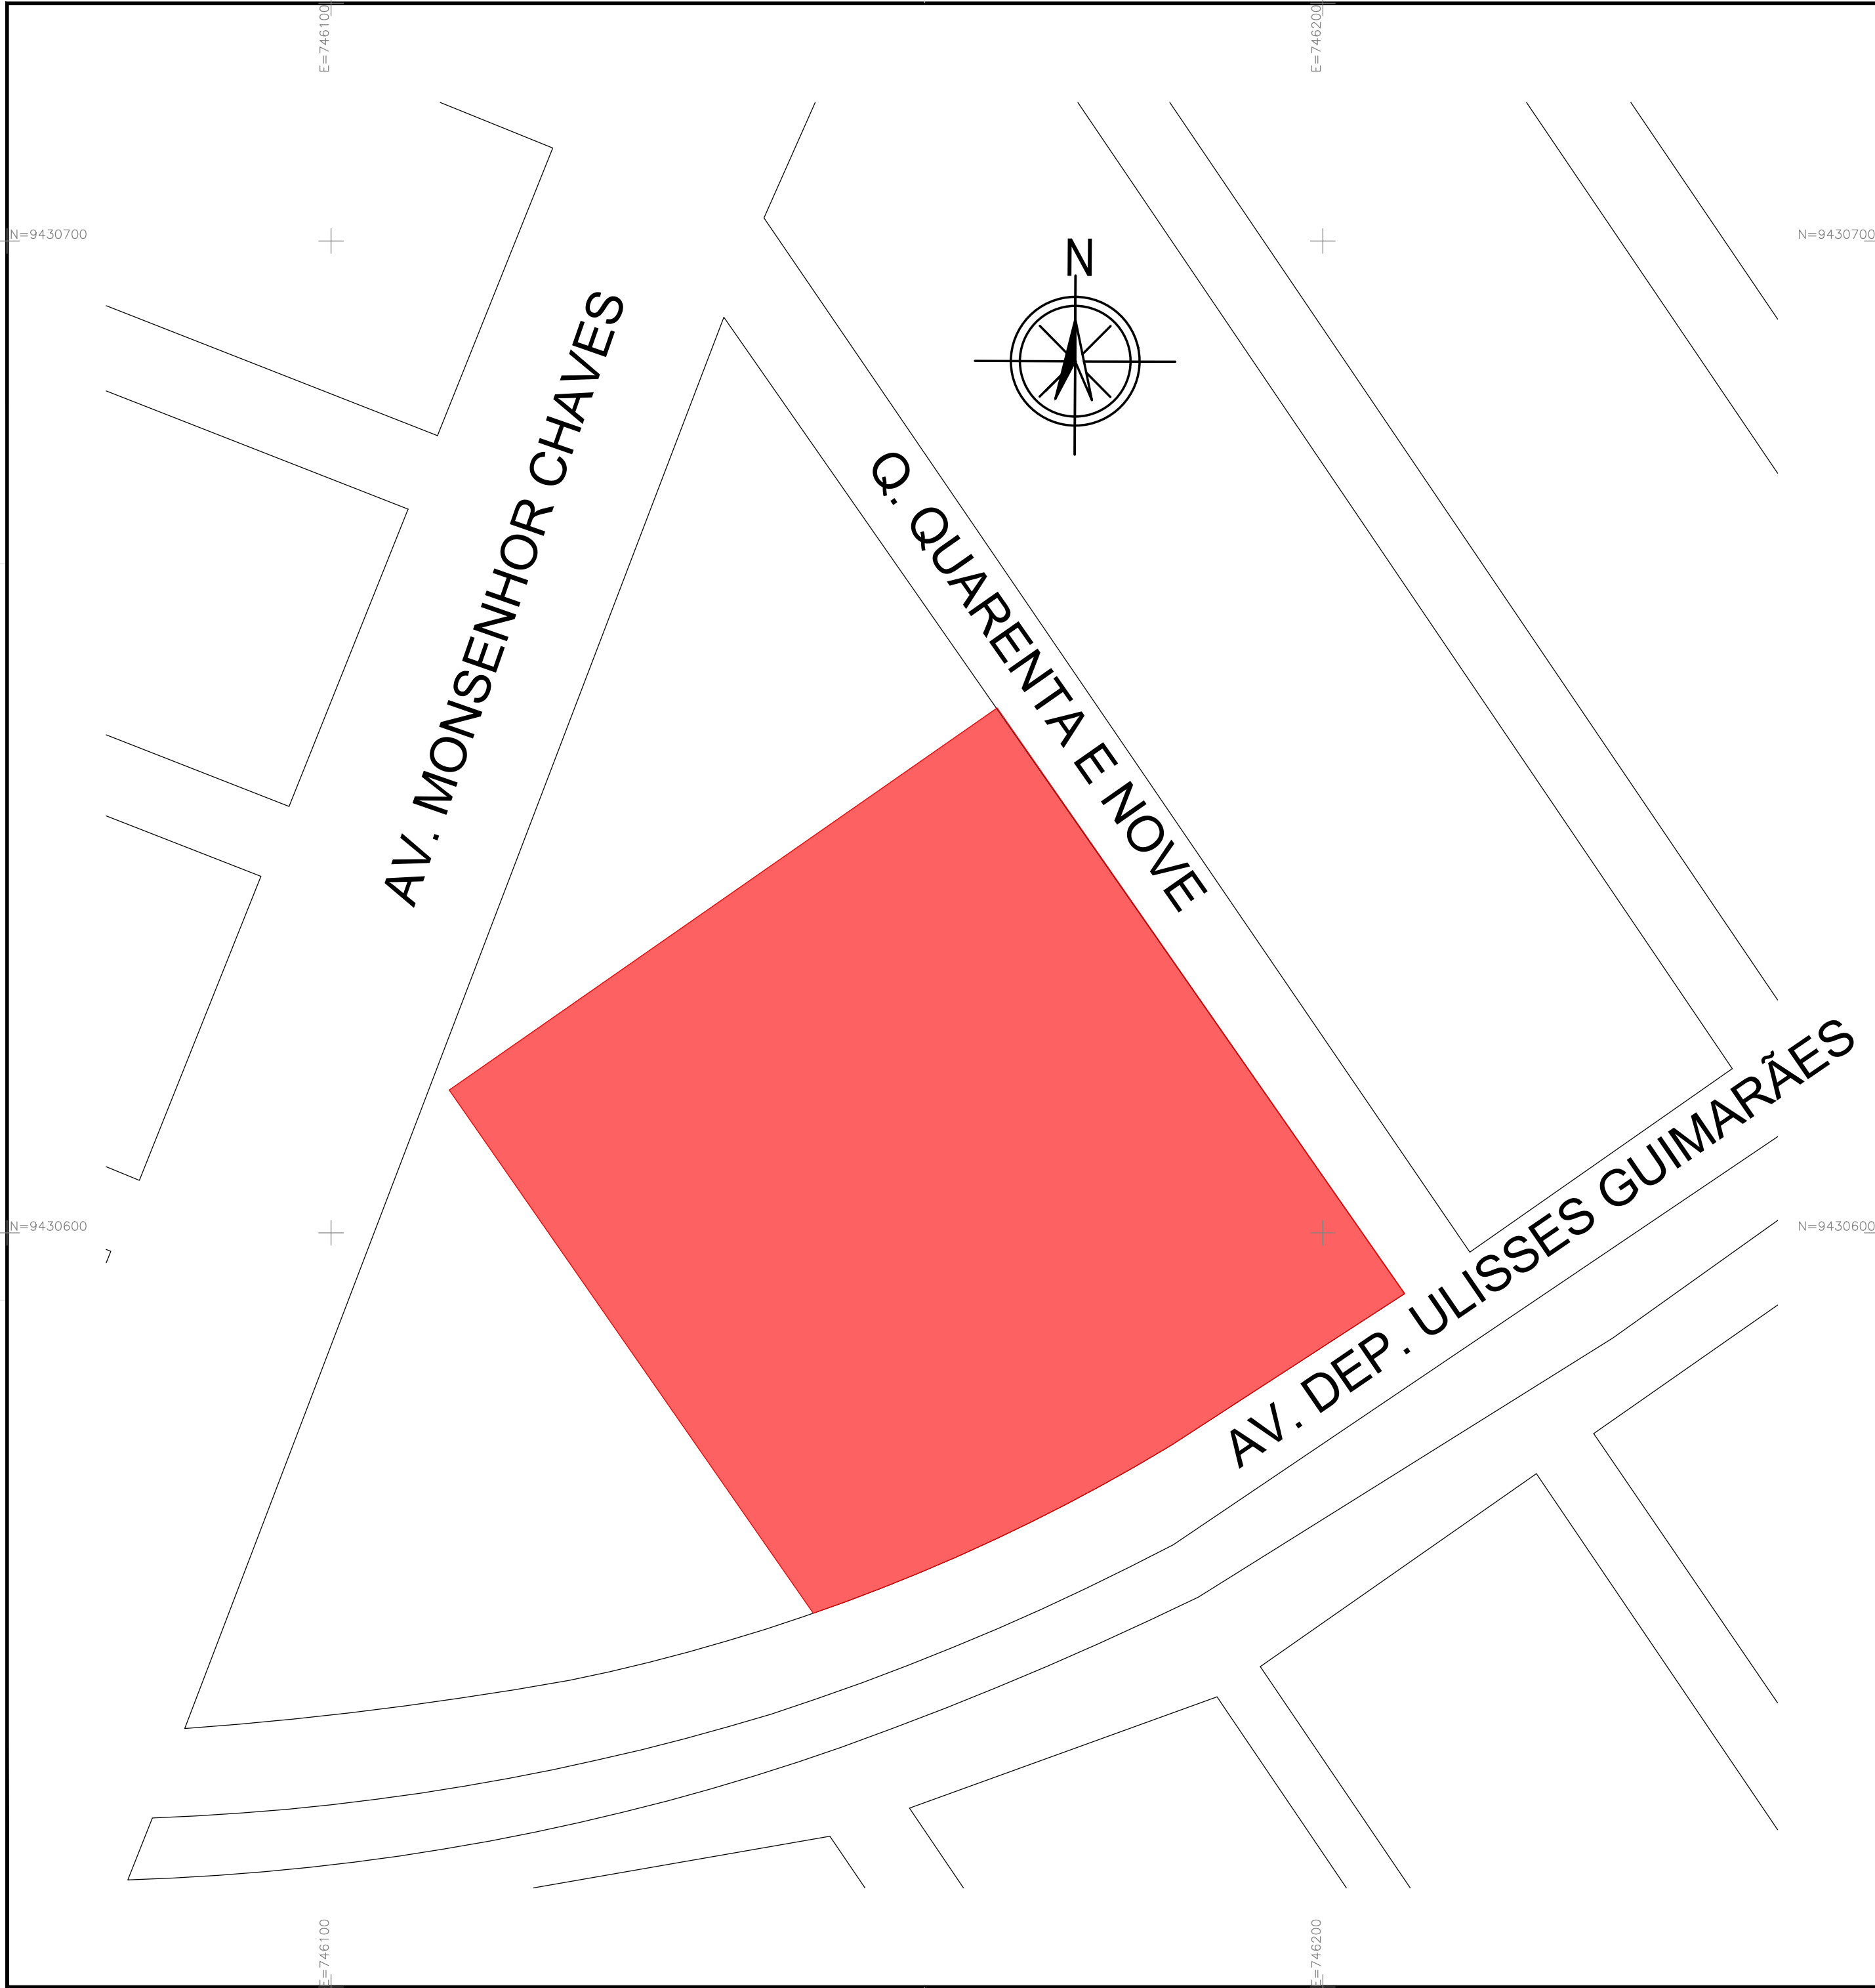 E=746100
E=746200
N=9430700
N=9430700
N
AV. MONSENHOR CHAVES
Q. QUARENTA E NOVE
AV. DEP. ULISSES GUIMARÃES
N=9430600
N=9430600
E=746100
E=746200